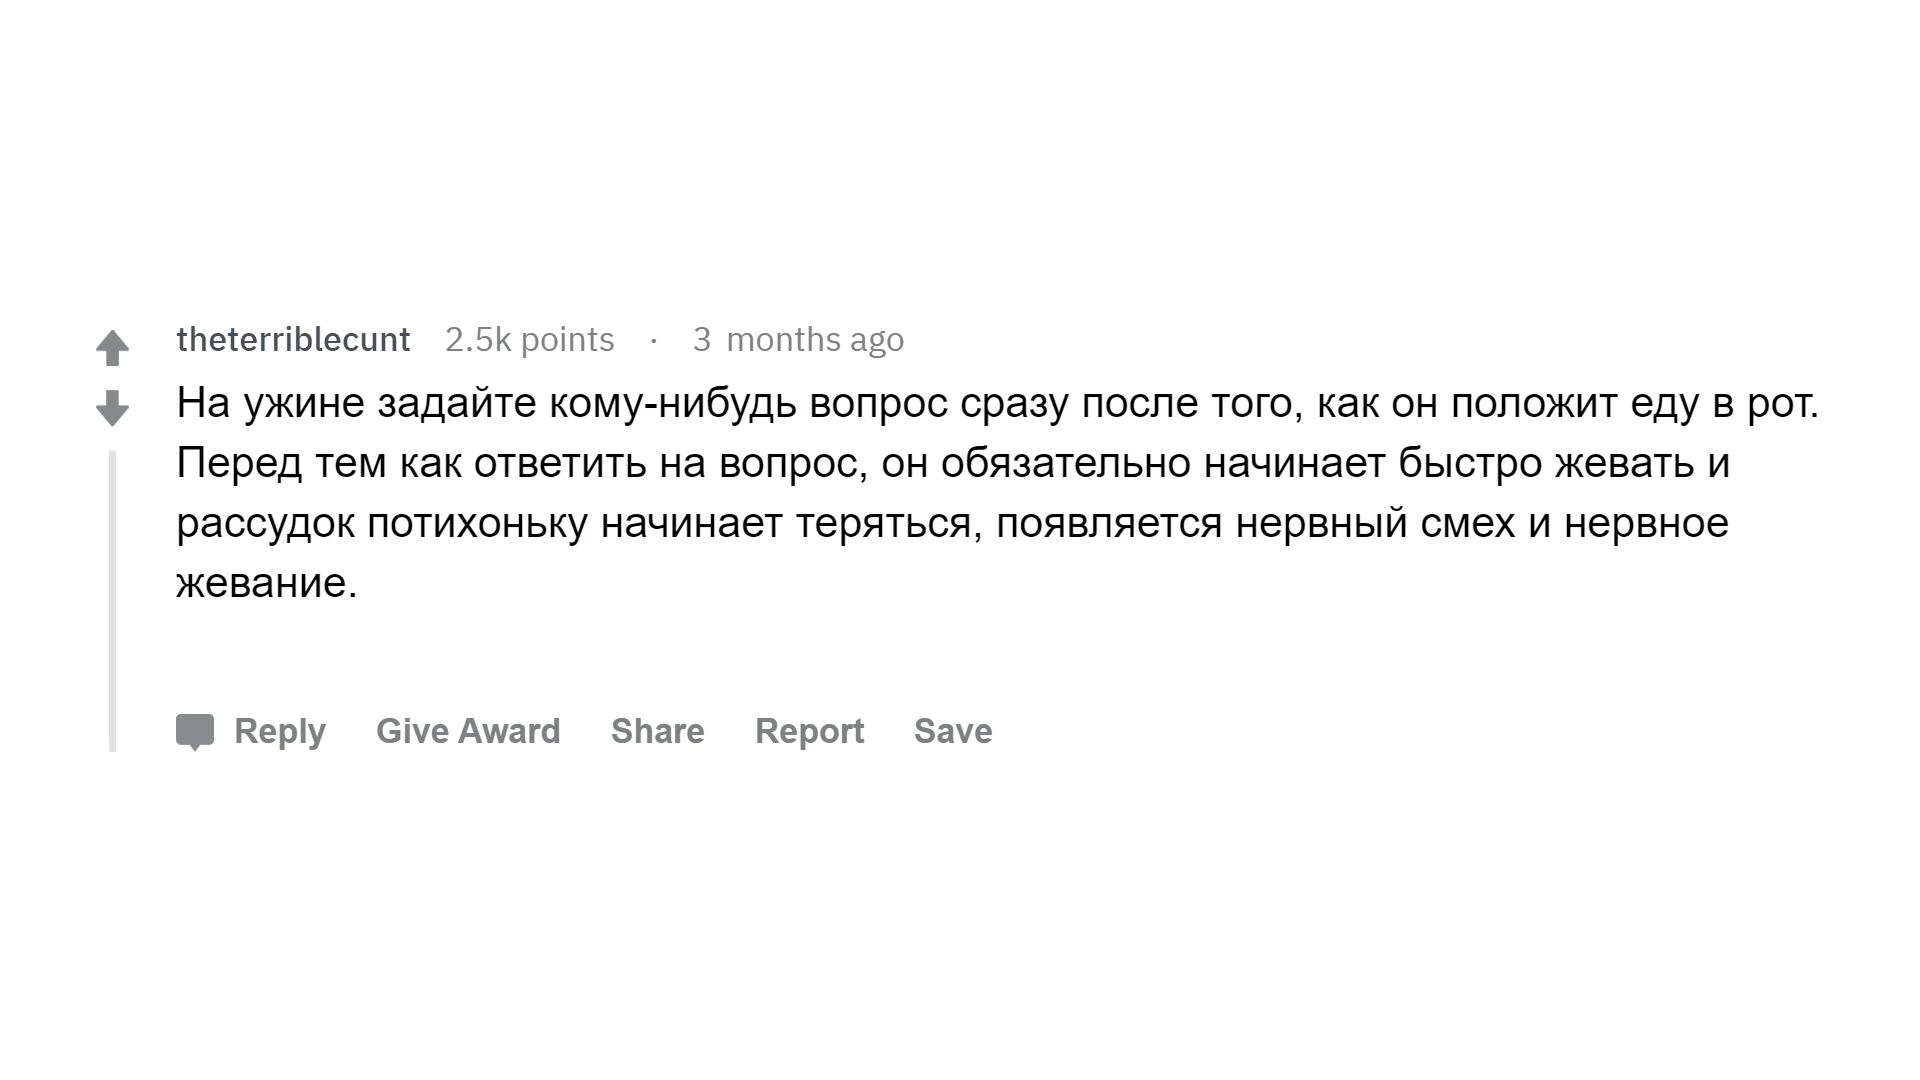 theterriblecunt 2.5k points · 3 months ago
На ужине задайте кому-нибудь вопрос сразу после того, как он положит еду в рот.
Перед тем как ответить на вопрос, он обязательно начинает быстро жевать и
рассудок потихоньку начинает теряться, появляется нервный смех и нервное
жевание.
Reply Give Award Share Report Save